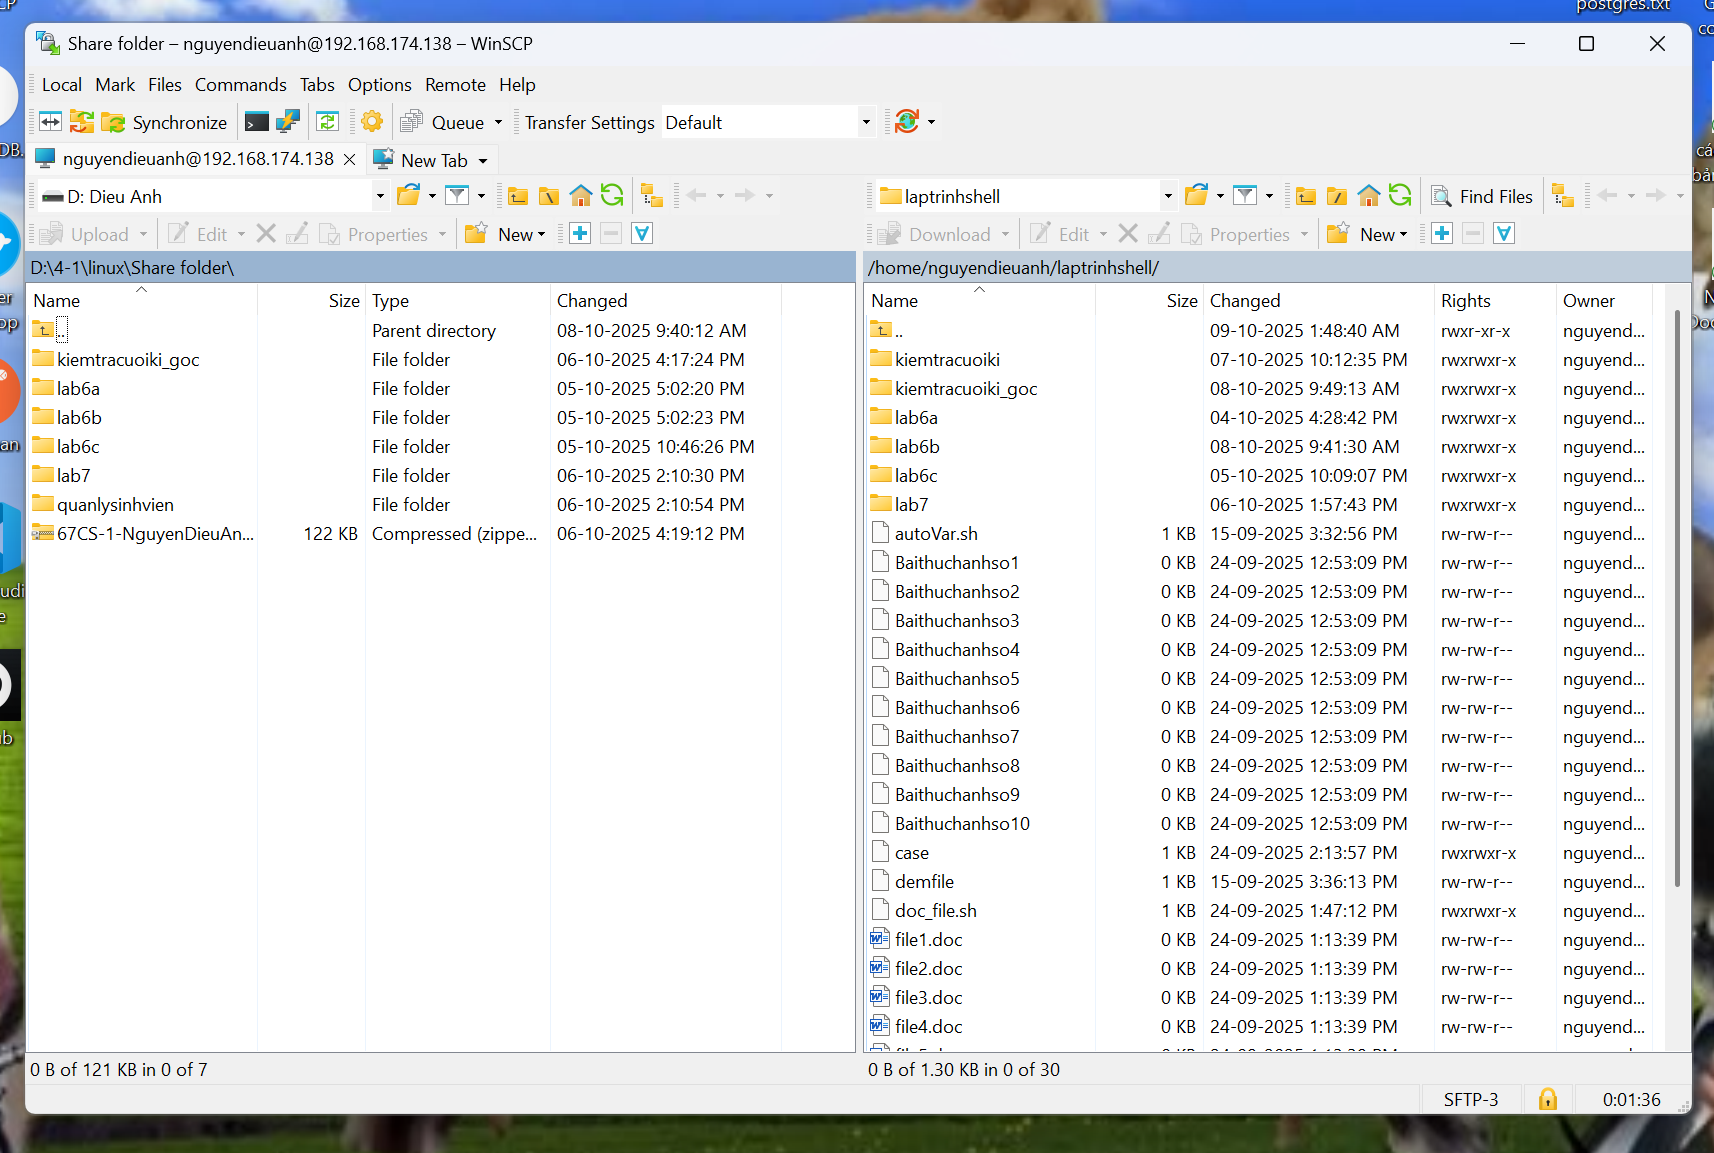 postgres.txt
Share folder – nguyendieuanh@192.168.174.138 – WinSCP
Local Mark Files Commands Tabs Options Remote Help
Synchronize Queue Transfer Settings Default
nguyendieuanh@192.168.174.138 New Tab
D: Dieu Anh laptrinhshell Find Files
Upload Edit Properties New Download Edit Properties New
D:\4-1\linux\Share folder\
Name Size Type Changed
.. Parent directory 08-10-2025 9:40:12 AM
kiemtracuoiki_goc File folder 06-10-2025 4:17:24 PM
lab6a File folder 05-10-2025 5:02:20 PM
lab6b File folder 05-10-2025 5:02:23 PM
lab6c File folder 05-10-2025 10:46:26 PM
lab7 File folder 06-10-2025 2:10:30 PM
quanlysinhvien File folder 06-10-2025 2:10:54 PM
67CS-1-NguyenDieuAn... 122 KB Compressed (zippe... 06-10-2025 4:19:12 PM
0 B of 121 KB in 0 of 7
/home/nguyendieuanh/laptrinhshell/
Name Size Changed Rights Owner
.. 09-10-2025 1:48:40 AM rwxr-xr-x nguyend...
kiemtracuoiki 07-10-2025 10:12:35 PM rwxrwxr-x nguyend...
kiemtracuoiki_goc 08-10-2025 9:49:13 AM rwxrwxr-x nguyend...
lab6a 04-10-2025 4:28:42 PM rwxrwxr-x nguyend...
lab6b 08-10-2025 9:41:30 AM rwxrwxr-x nguyend...
lab6c 05-10-2025 10:09:07 PM rwxrwxr-x nguyend...
lab7 06-10-2025 1:57:43 PM rwxrwxr-x nguyend...
autoVar.sh 1 KB 15-09-2025 3:32:56 PM rw-rw-r-- nguyend...
Baithuchanhso1 0 KB 24-09-2025 12:53:09 PM rw-rw-r-- nguyend...
Baithuchanhso2 0 KB 24-09-2025 12:53:09 PM rw-rw-r-- nguyend...
Baithuchanhso3 0 KB 24-09-2025 12:53:09 PM rw-rw-r-- nguyend...
Baithuchanhso4 0 KB 24-09-2025 12:53:09 PM rw-rw-r-- nguyend...
Baithuchanhso5 0 KB 24-09-2025 12:53:09 PM rw-rw-r-- nguyend...
Baithuchanhso6 0 KB 24-09-2025 12:53:09 PM rw-rw-r-- nguyend...
Baithuchanhso7 0 KB 24-09-2025 12:53:09 PM rw-rw-r-- nguyend...
Baithuchanhso8 0 KB 24-09-2025 12:53:09 PM rw-rw-r-- nguyend...
Baithuchanhso9 0 KB 24-09-2025 12:53:09 PM rw-rw-r-- nguyend...
Baithuchanhso10 0 KB 24-09-2025 12:53:09 PM rw-rw-r-- nguyend...
case 1 KB 24-09-2025 2:13:57 PM rwxrwxr-x nguyend...
demfile 1 KB 15-09-2025 3:36:13 PM rw-rw-r-- nguyend...
doc_file.sh 1 KB 24-09-2025 1:47:12 PM rwxrwxr-x nguyend...
file1.doc 0 KB 24-09-2025 1:13:39 PM rw-rw-r-- nguyend...
file2.doc 0 KB 24-09-2025 1:13:39 PM rw-rw-r-- nguyend...
file3.doc 0 KB 24-09-2025 1:13:39 PM rw-rw-r-- nguyend...
file4.doc 0 KB 24-09-2025 1:13:39 PM rw-rw-r-- nguyend...
0 B of 1.30 KB in 0 of 30
SFTP-3 0:01:36